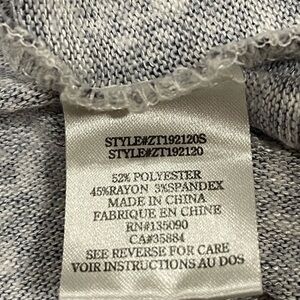 STYLE#ZT192120S
STYLE#ZT192120
52% POLYESTER
45%RAYON 3%SPANDEX
MADE IN CHINA
FABRIQUE EN CHINE
RN#135090
CA#35884
SEE REVERSE FOR CARE
VOIR INSTRUCTIONS AU DOS